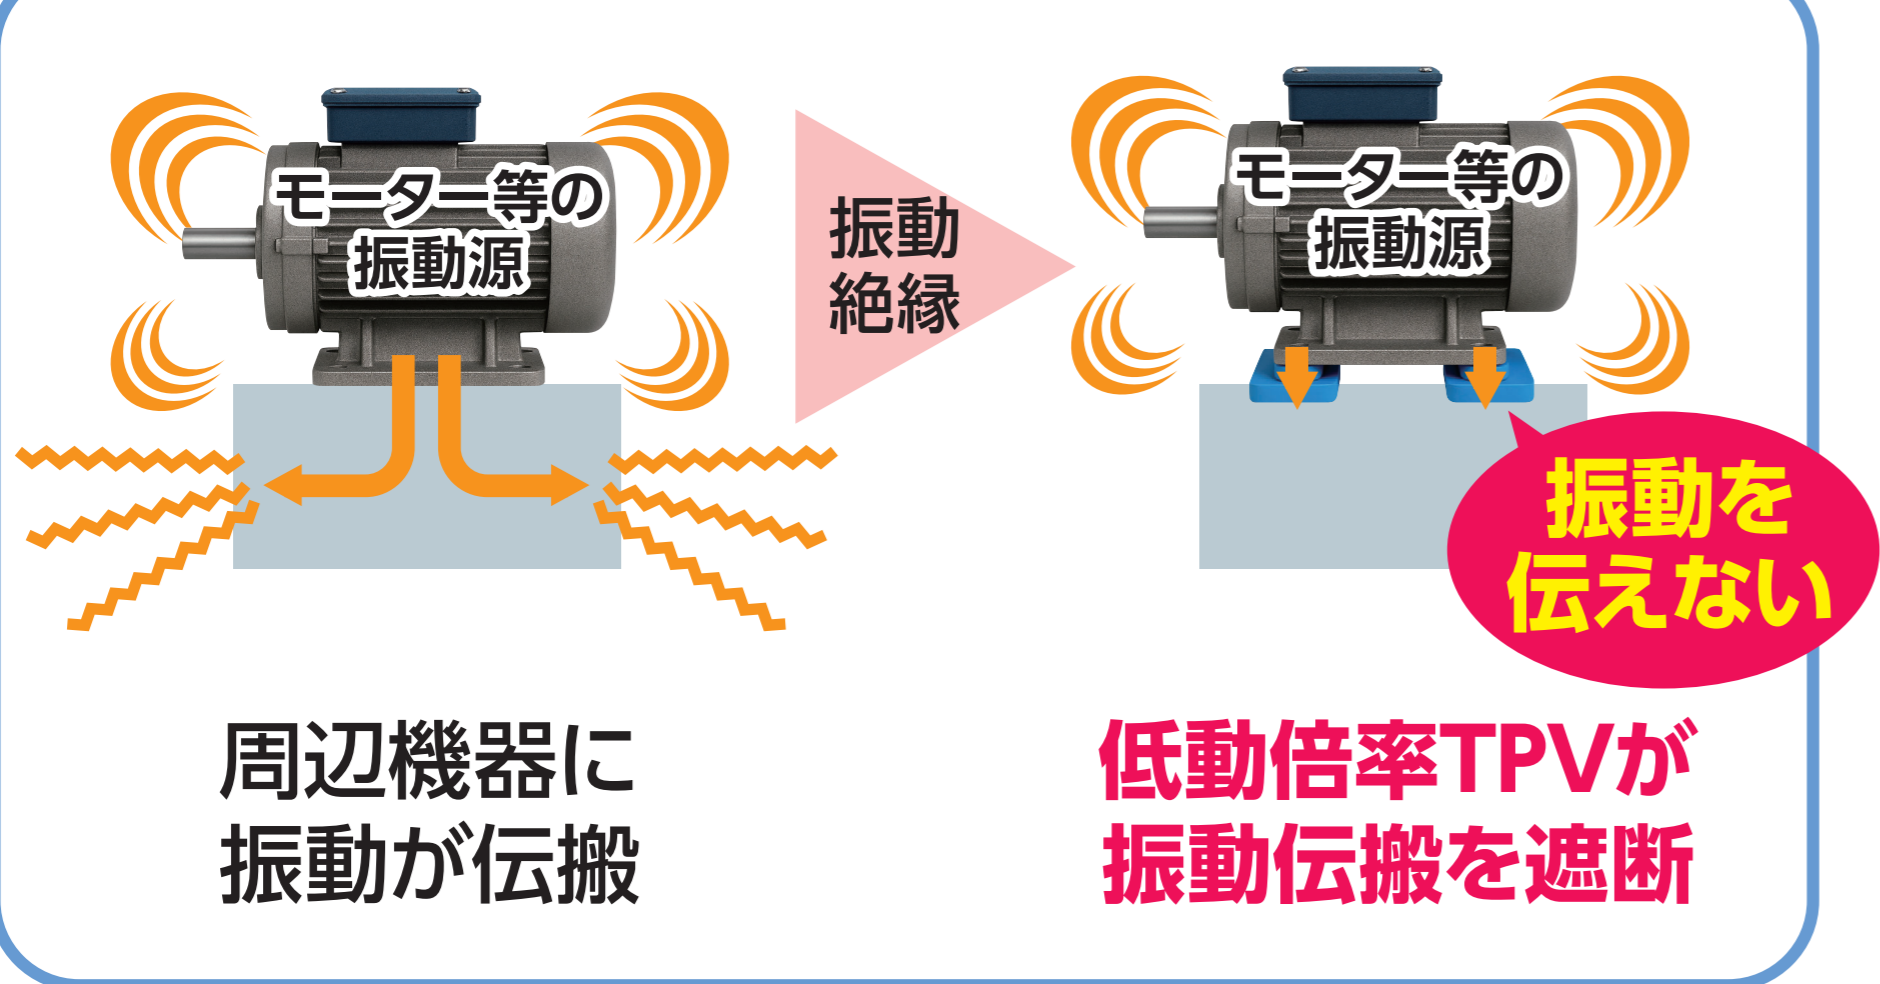 モーター等の
振動源
振動
絶縁
モーター等の
振動源
振動を
伝えない
周辺機器に
振動が伝搬
低動倍率TPVが
振動伝搬を遮断